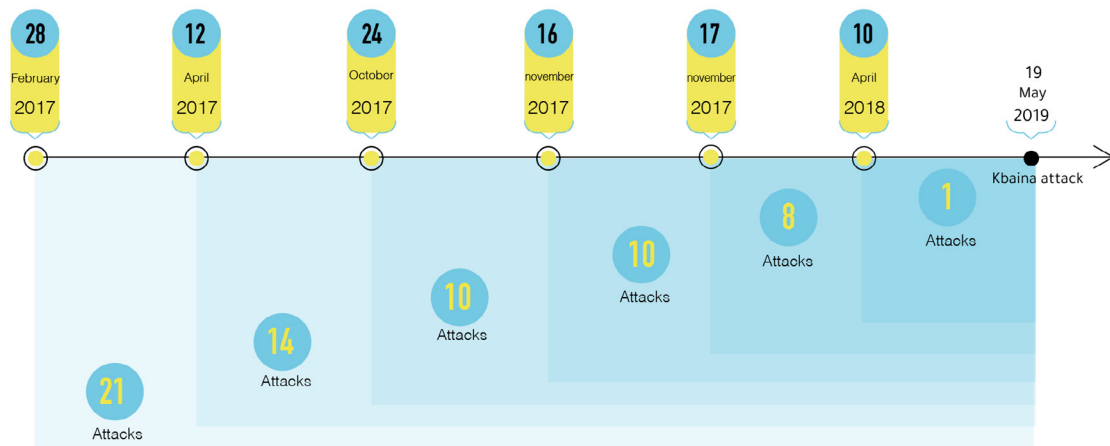 28
February
2017
12
April
2017
24
October
2017
16
november
2017
17
november
2017
10
April
2018
19
May
2019
Kbaina attack
1
Attacks
8
Attacks
10
Attacks
10
Attacks
14
Attacks
21
Attacks